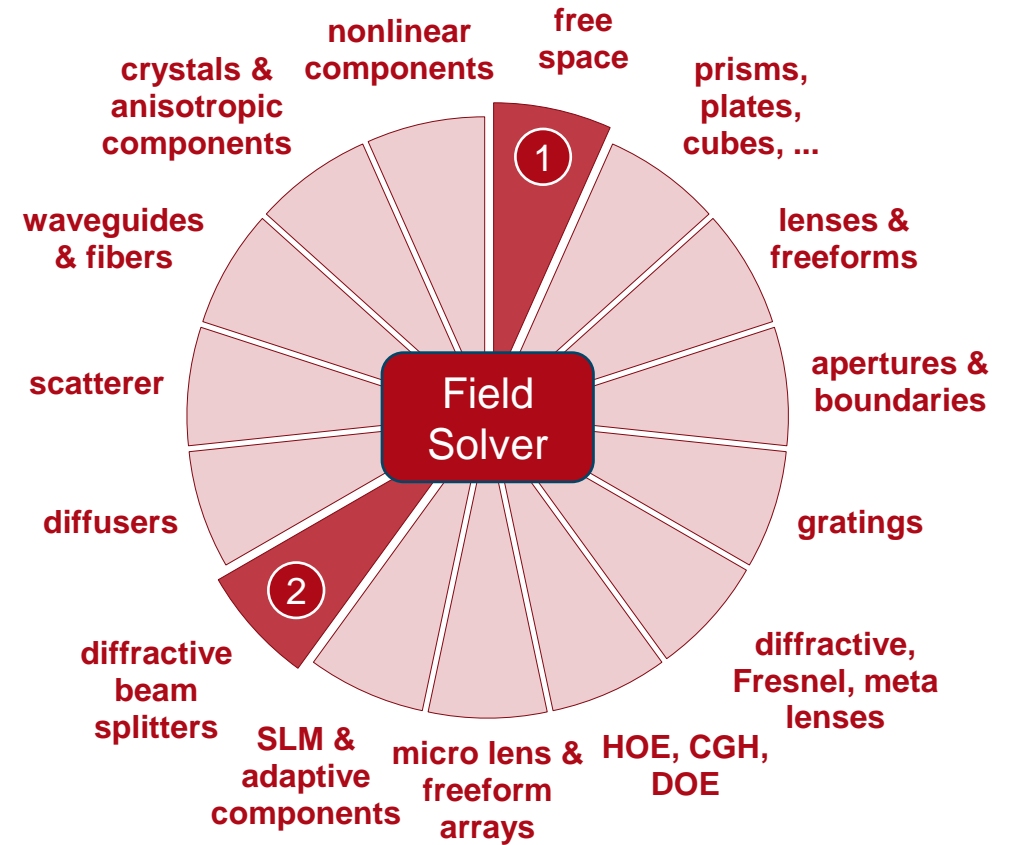 free
space
1
prisms,
plates,
cubes, ...
lenses &
freeforms
apertures &
boundaries
gratings
diffractive,
Fresnel, meta
lenses
HOE, CGH,
DOE
micro lens &
freeform
arrays
SLM &
adaptive
components
diffractive
beam
splitters
2
diffusers
scatterer
waveguides
& fibers
crystals &
anisotropic
components
nonlinear
components
Field
Solver